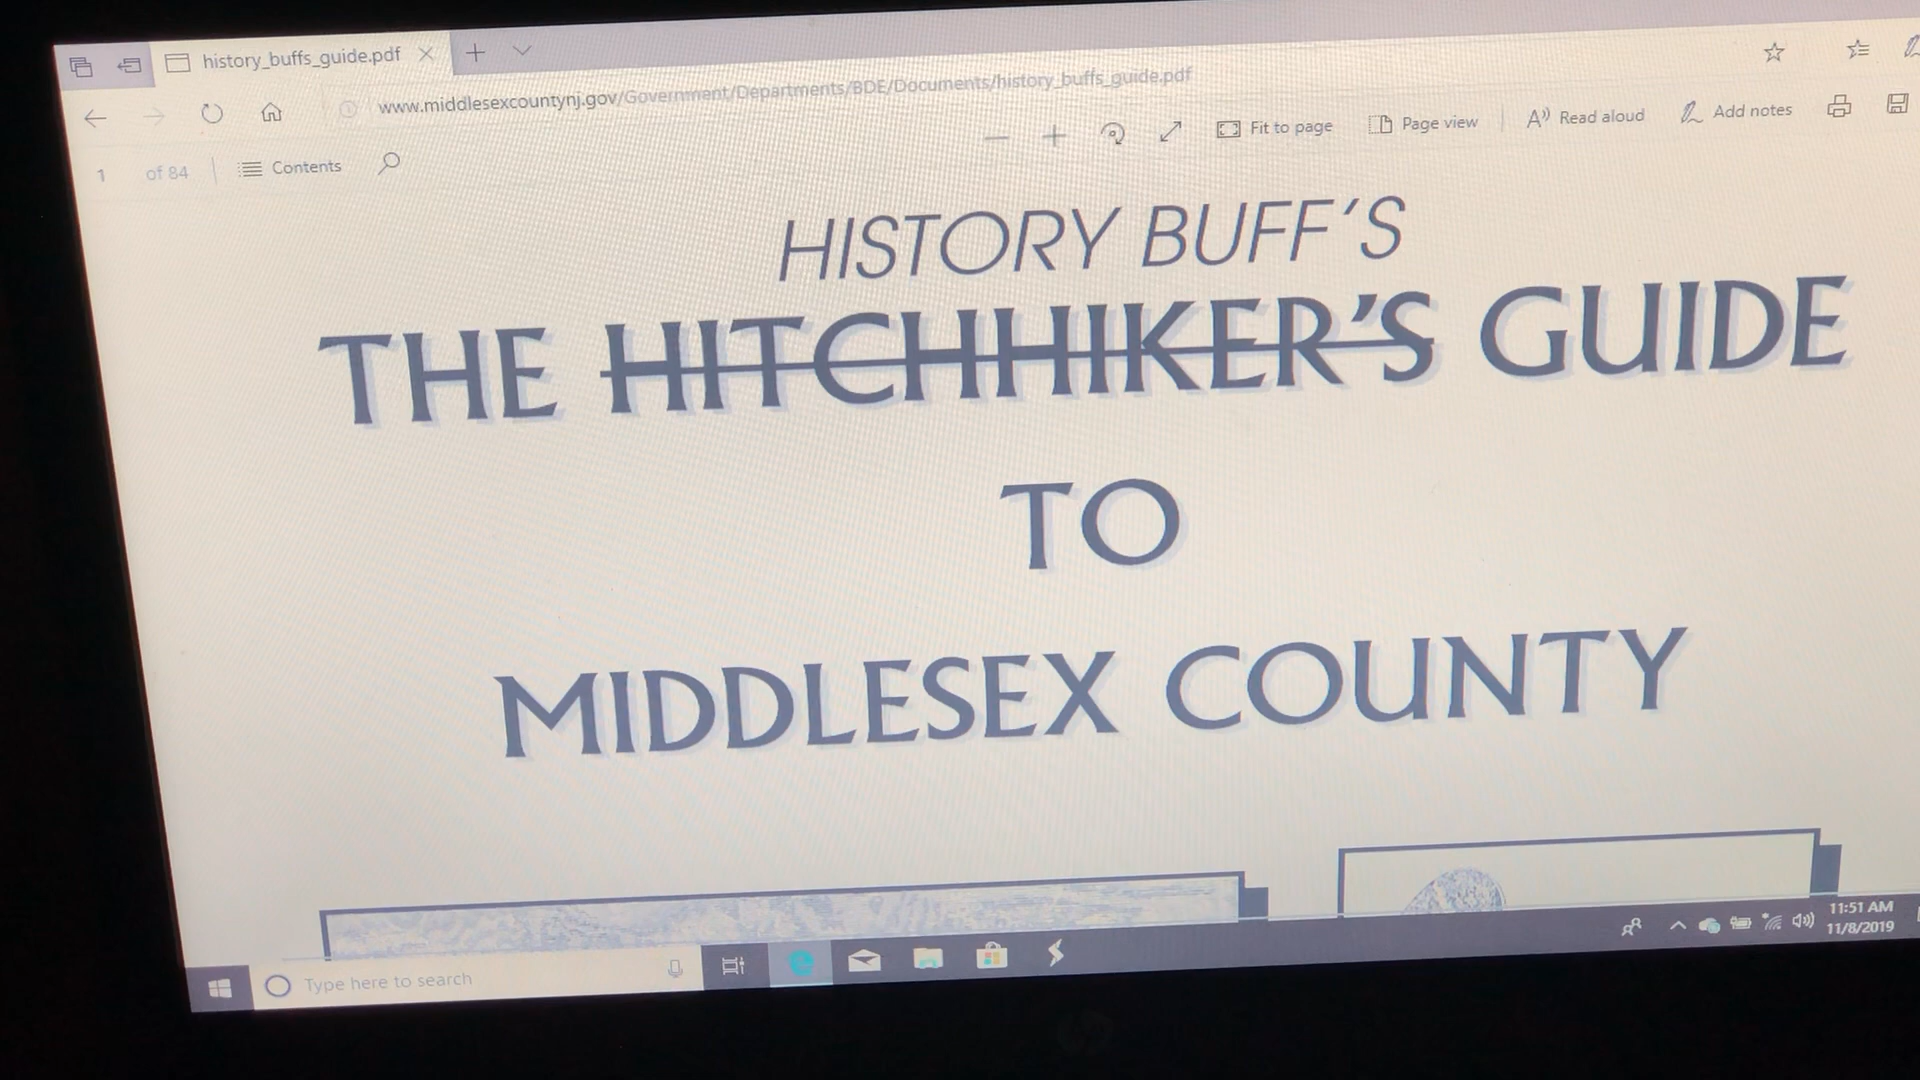 history_buffs_guide.pdf
www.middlesexcountynj.gov/Government/Departments/BDE/Documents/history_buffs_guide.pdf
1 of 84 Contents Fit to page Page view Read aloud Add notes
HISTORY BUFF'S
THE HITCHHIKER'S GUIDE
TO
MIDDLESEX COUNTY
Type here to search
11:51 AM
11/8/2019